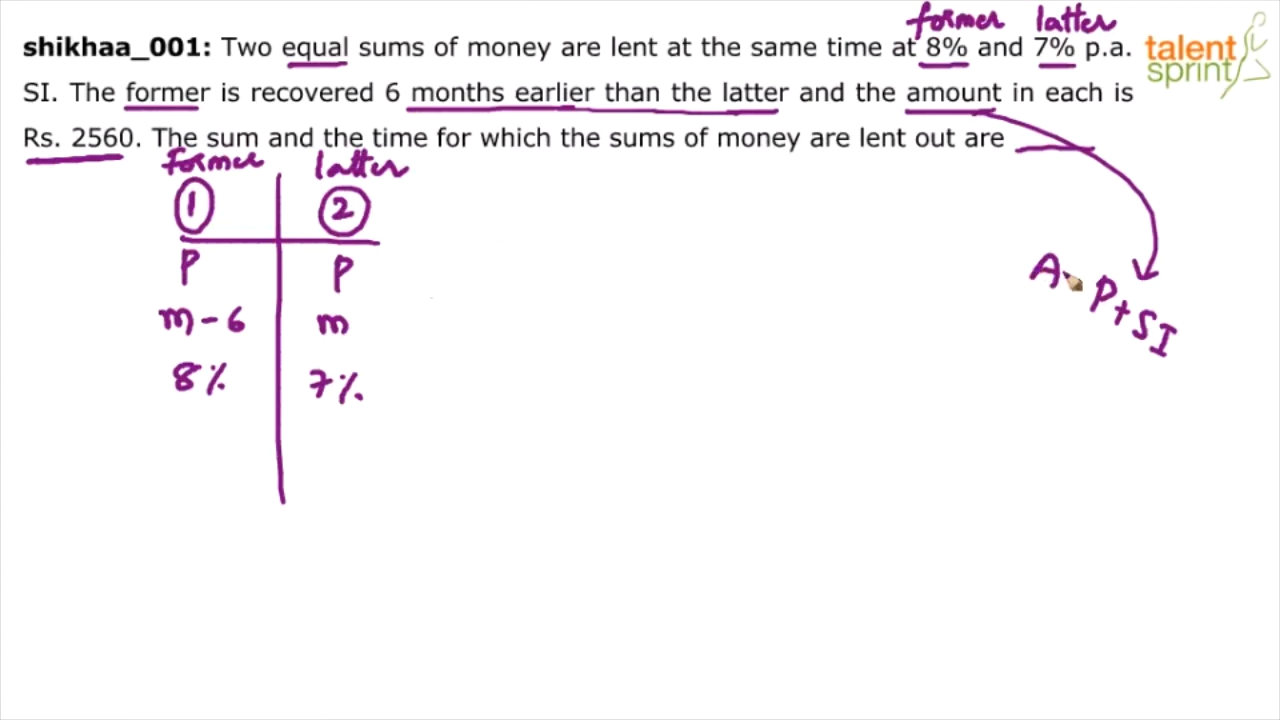 former latter
shikhaa_001: Two equal sums of money are lent at the same time at 8% and 7% p.a.
talent
sprint
SI. The former is recovered 6 months earlier than the latter and the amount in each is
Rs. 2560. The sum and the time for which the sums of money are lent out are
former latter
1 2
P P
m-6 m
8% 7%
A P+SI